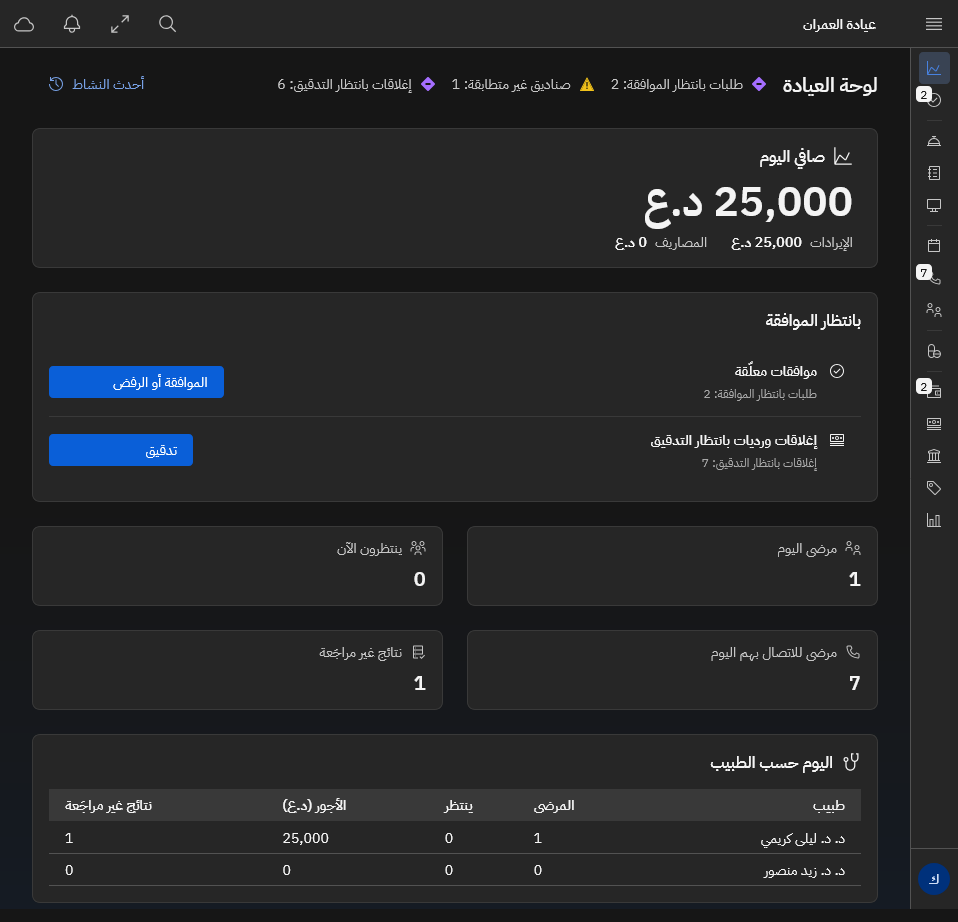 عيادة العمران
لوحة العيادة
طلبات بانتظار الموافقة: 2
صناديق غير متطابقة: 1
إغلاقات بانتظار التدقيق: 6
أحدث النشاط
2
7
2
صافي اليوم
25,000 د.ع
الإيرادات 25,000 د.ع المصاريف 0 د.ع
بانتظار الموافقة
موافقات معلّقة
طلبات بانتظار الموافقة: 2
الموافقة أو الرفض
إغلاقات ورديات بانتظار التدقيق
إغلاقات بانتظار التدقيق: 7
تدقيق
مرضى اليوم
1
ينتظرون الآن
0
مرضى للاتصال بهم اليوم
7
نتائج غير مراجَعة
1
اليوم حسب الطبيب
طبيب المرضى ينتظر الأجور (د.ع) نتائج غير مراجَعة
د. د. ليلى كريمي 1 0 25,000 1
د. د. زيد منصور 0 0 0 0
ك